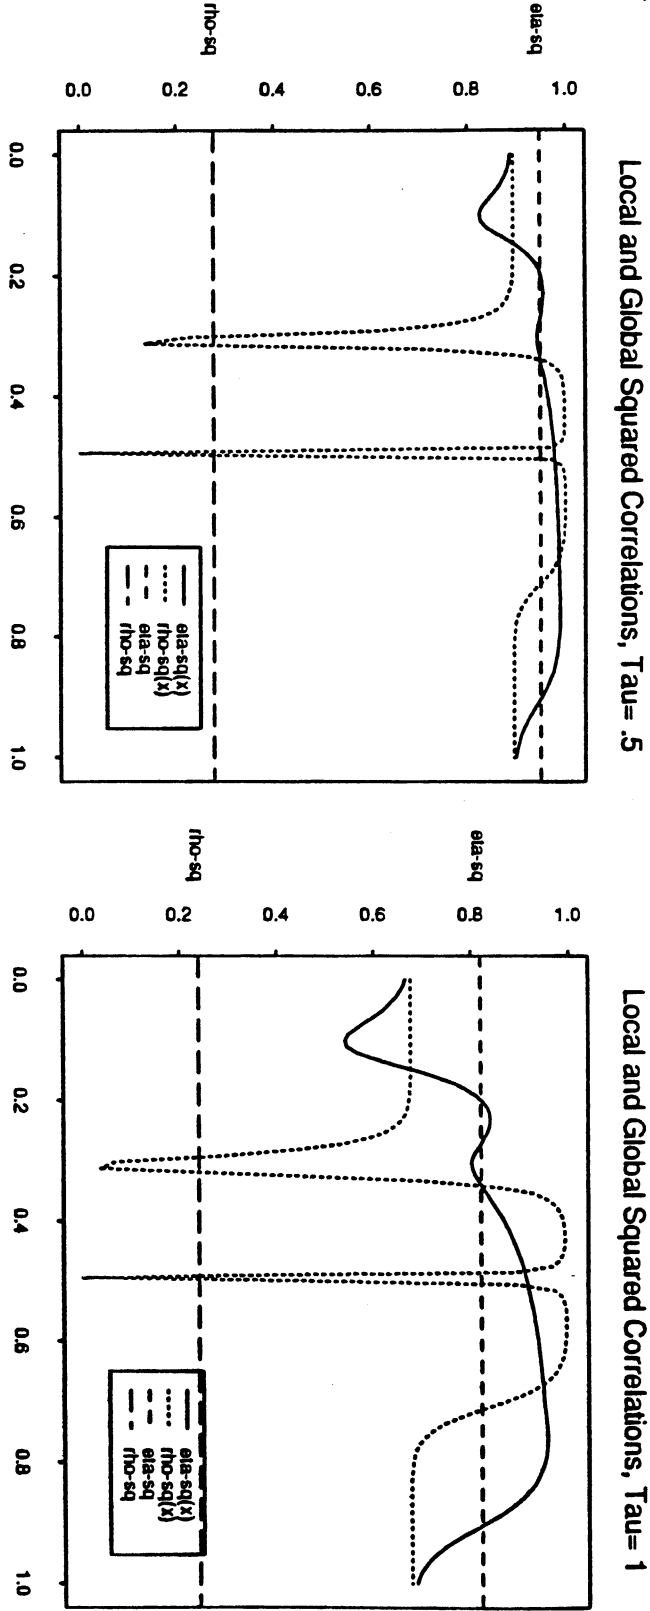 Local and Global Squared Correlations, Tau= .5
eta-sq
rho-sq
1.0
0.8
0.6
0.4
0.2
0.0
0.0
0.2
0.4
0.6
0.8
1.0
eta-sq(x)
rho-sq(x)
eta-sq
rho-sq
Local and Global Squared Correlations, Tau= 1
eta-sq
rho-sq
1.0
0.8
0.6
0.4
0.2
0.0
0.0
0.2
0.4
0.6
0.8
1.0
eta-sq(x)
rho-sq(x)
eta-sq
rho-sq